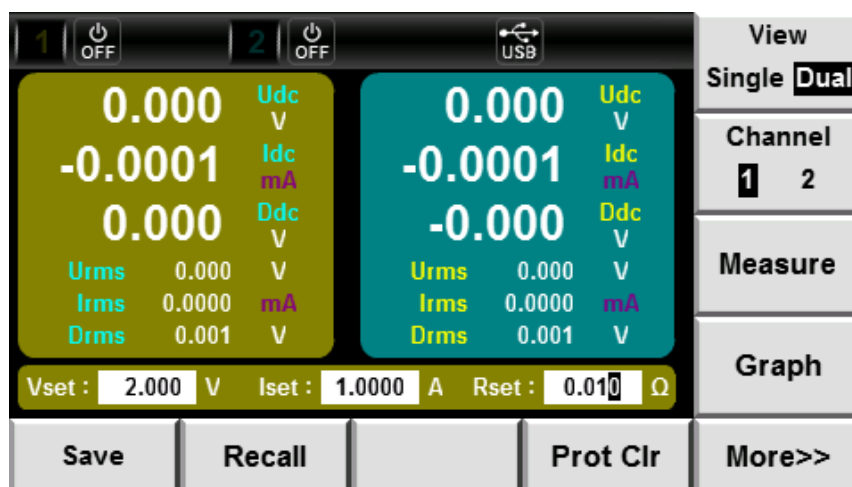 1 OFF 2 OFF USB
View
Single Dual
0.000 Udc V
-0.0001 Idc mA
0.000 Ddc V
Urms 0.000 V
Irms 0.0000 mA
Drms 0.001 V
0.000 Udc V
-0.0001 Idc mA
-0.000 Ddc V
Urms 0.000 V
Irms 0.0000 mA
Drms 0.001 V
Channel
1 2
Measure
Graph
Vset : 2.000 V Iset : 1.0000 A Rset : 0.010 Ω
Save Recall Prot Clr More>>